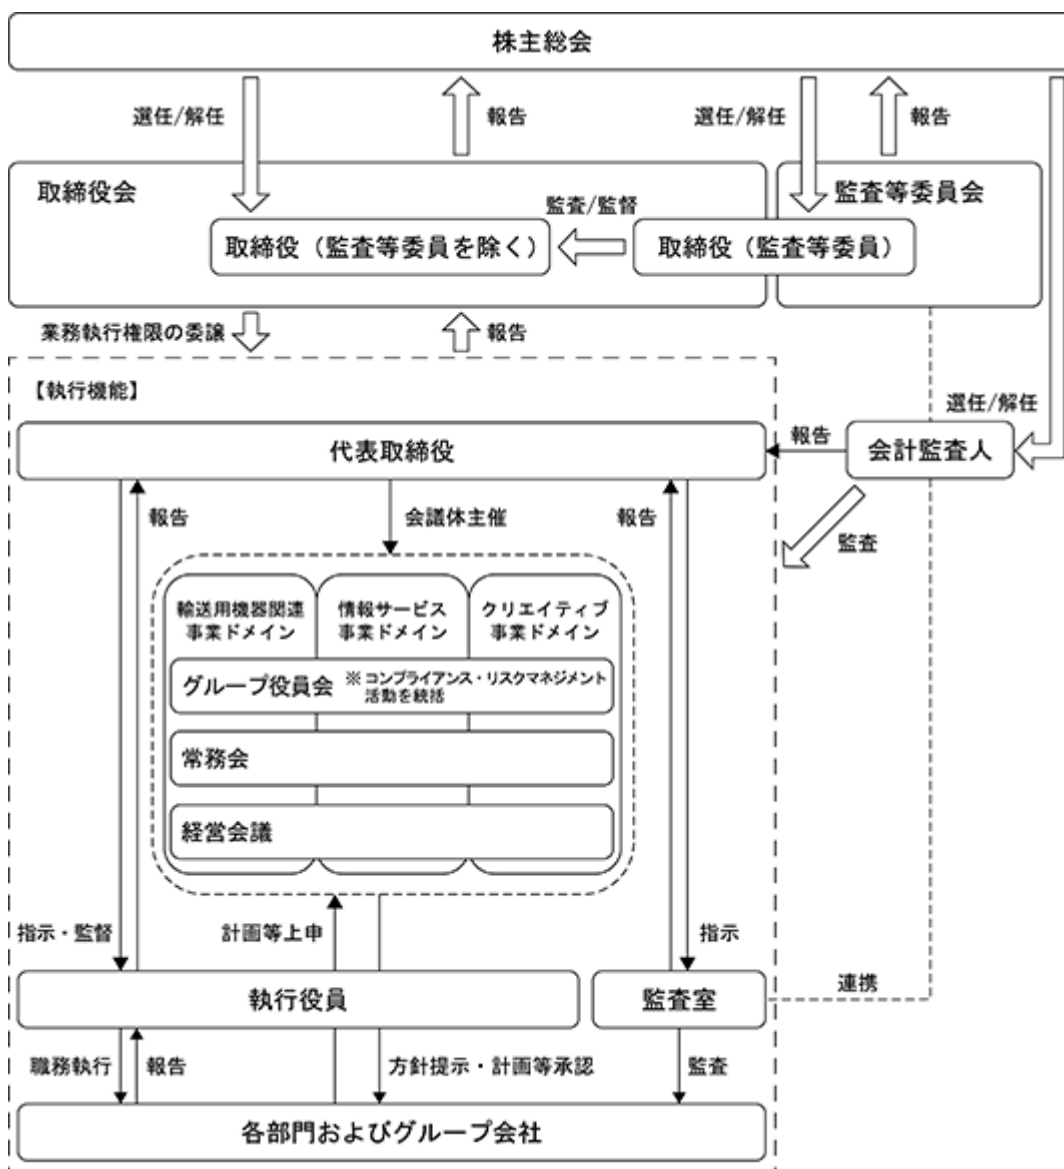 株主総会
選任/解任
報告
選任/解任
報告
取締役会
監査等委員会
監査/監督
取締役（監査等委員を除く）
取締役（監査等委員）
業務執行権限の委譲
報告
【執行機能】
選任/解任
代表取締役
報告
会計監査人
報告
会議休主催
報告
監査
輸送用機器関連
事業ドメイン
情報サービス
事業ドメイン
クリエイティブ
事業ドメイン
グループ役員会
※コンプライアンス・リスクマネジメント
活動を統括
常務会
経営会議
指示・監督
計画等上申
指示
執行役員
監査室
連携
職務執行
報告
方針提示・計画等承認
監査
各部門およびグループ会社